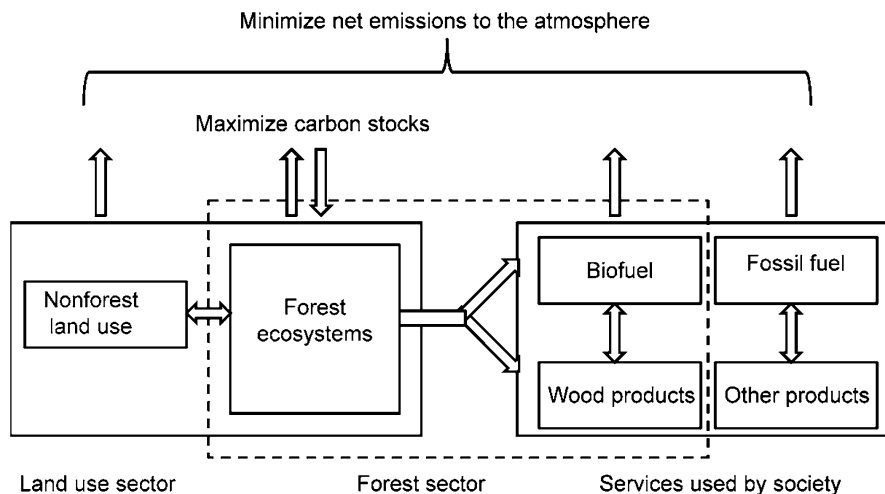 Minimize net emissions to the atmosphere
Maximize carbon stocks
Nonforest
land use
Forest
ecosystems
Biofuel
Fossil fuel
Wood products
Other products
Land use sector
Forest sector
Services used by society